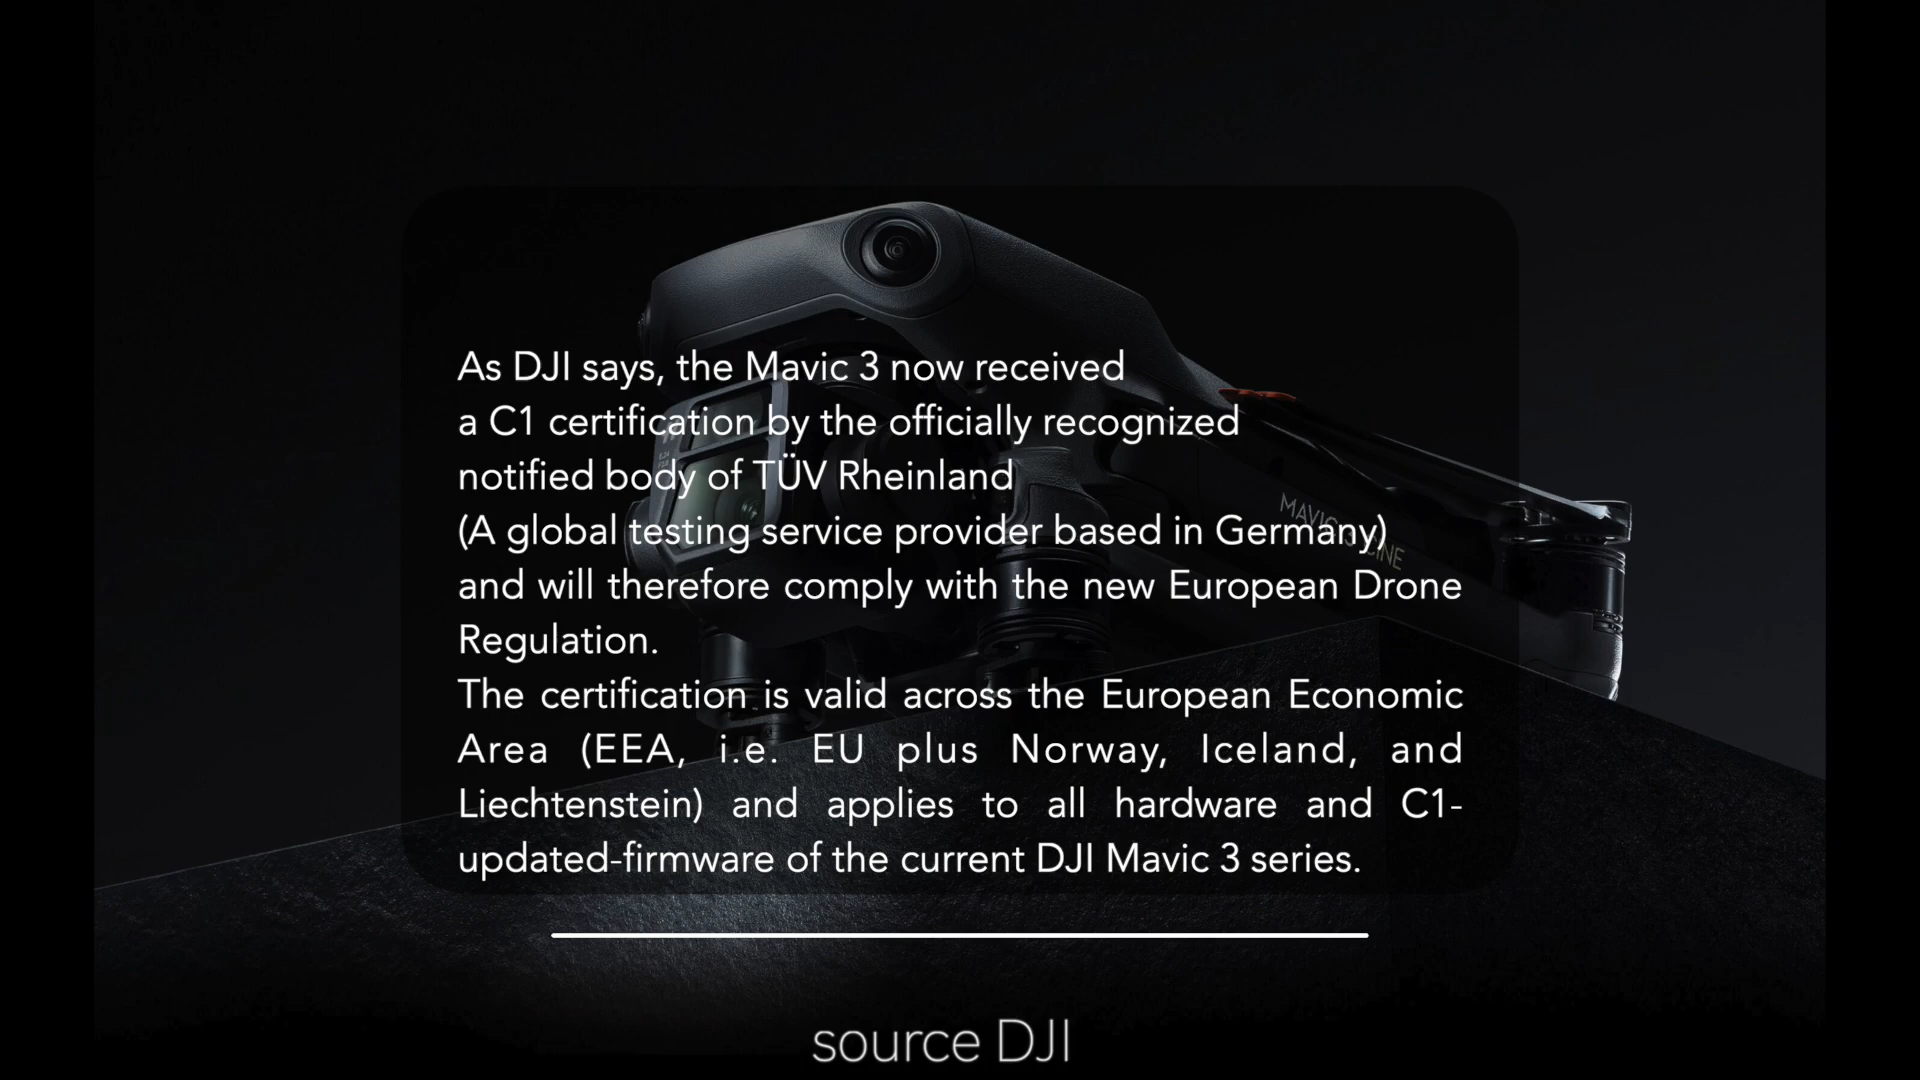 As DJI says, the Mavic 3 now received
a C1 certification by the officially recognized
notified body of TÜV Rheinland
(A global testing service provider based in Germany)
and will therefore comply with the new European Drone
Regulation.
The certification is valid across the European Economic
Area (EEA, i.e. EU plus Norway, Iceland, and
Liechtenstein) and applies to all hardware and C1-
updated-firmware of the current DJI Mavic 3 series.
MAVIC 3 CINE
source DJI